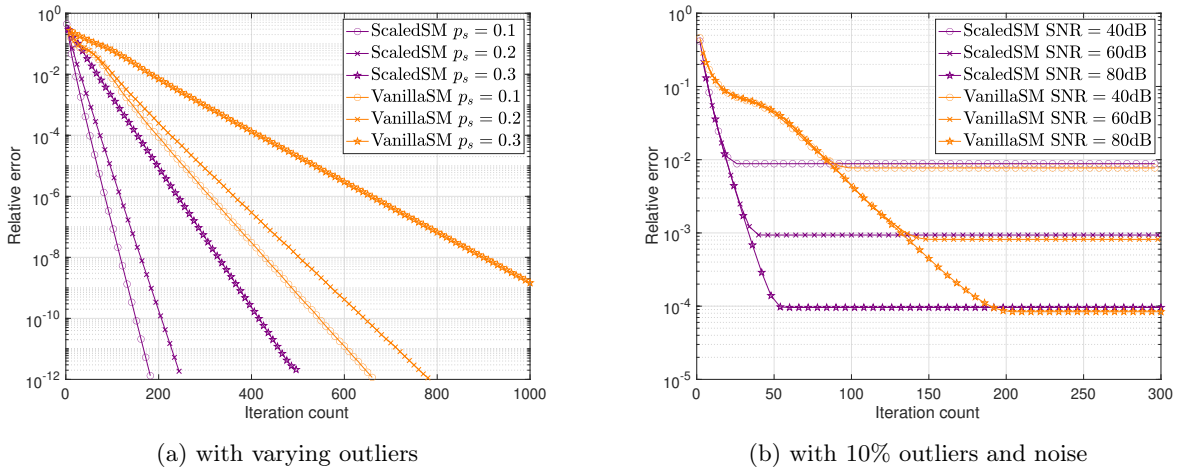 10^0
10^-2
10^-4
10^-6
10^-8
10^-10
10^-12
Relative error
0 200 400 600 800 1000
Iteration count
ScaledSM p_s = 0.1
ScaledSM p_s = 0.2
ScaledSM p_s = 0.3
VanillaSM p_s = 0.1
VanillaSM p_s = 0.2
VanillaSM p_s = 0.3
(a) with varying outliers
10^0
10^-1
10^-2
10^-3
10^-4
10^-5
Relative error
0 50 100 150 200 250 300
Iteration count
ScaledSM SNR = 40dB
ScaledSM SNR = 60dB
ScaledSM SNR = 80dB
VanillaSM SNR = 40dB
VanillaSM SNR = 60dB
VanillaSM SNR = 80dB
(b) with 10% outliers and noise